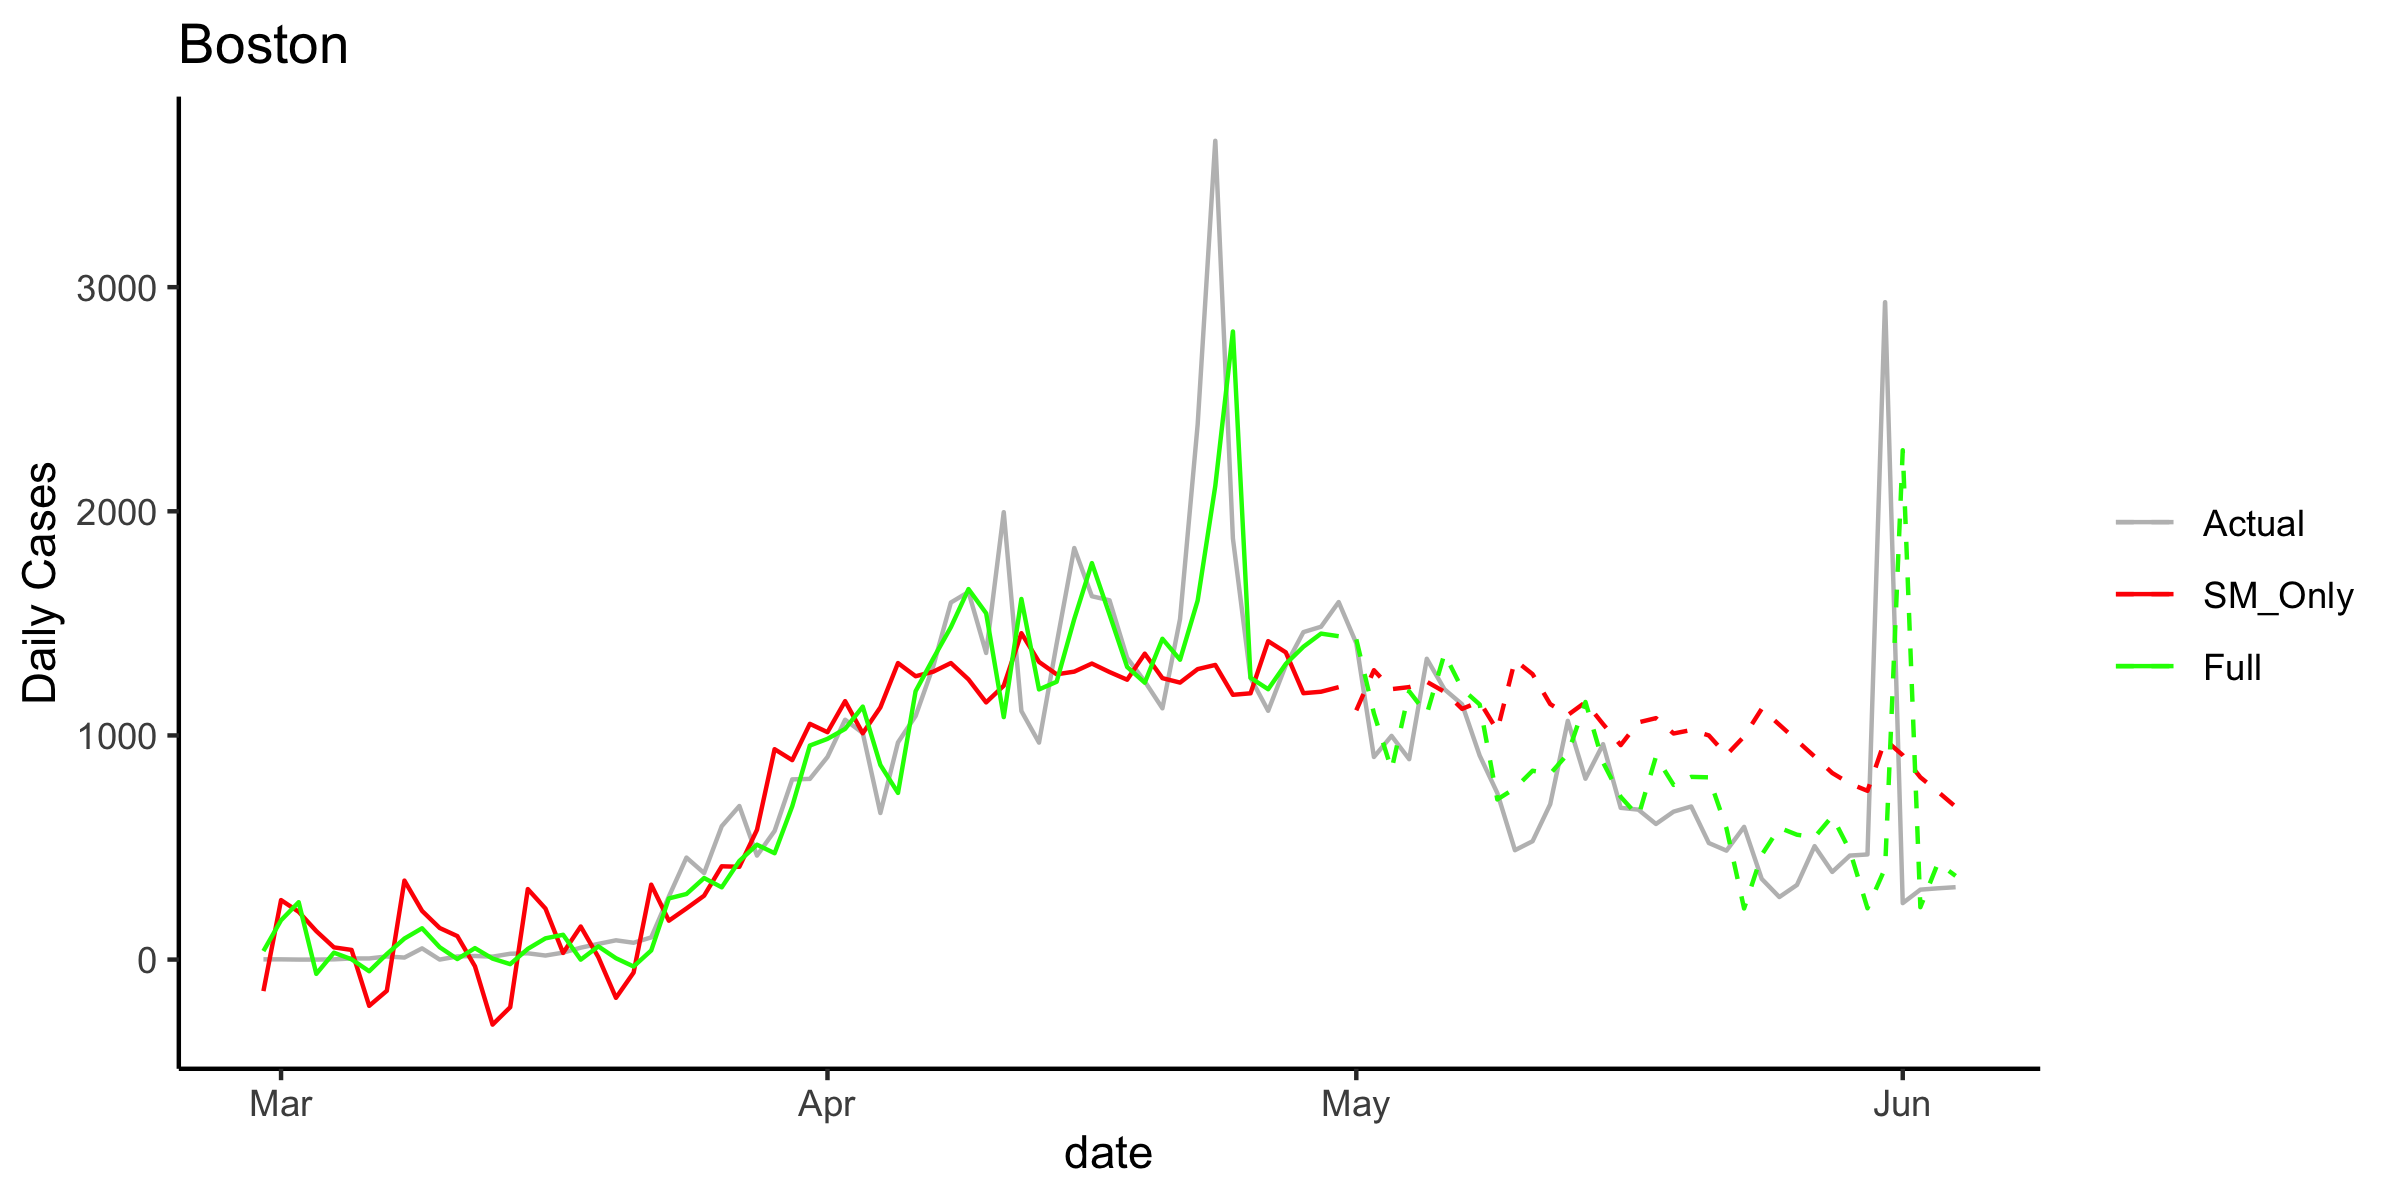 Boston
Daily Cases
3000
2000
1000
0
Mar
Apr
May
Jun
date
Actual
SM_Only
Full